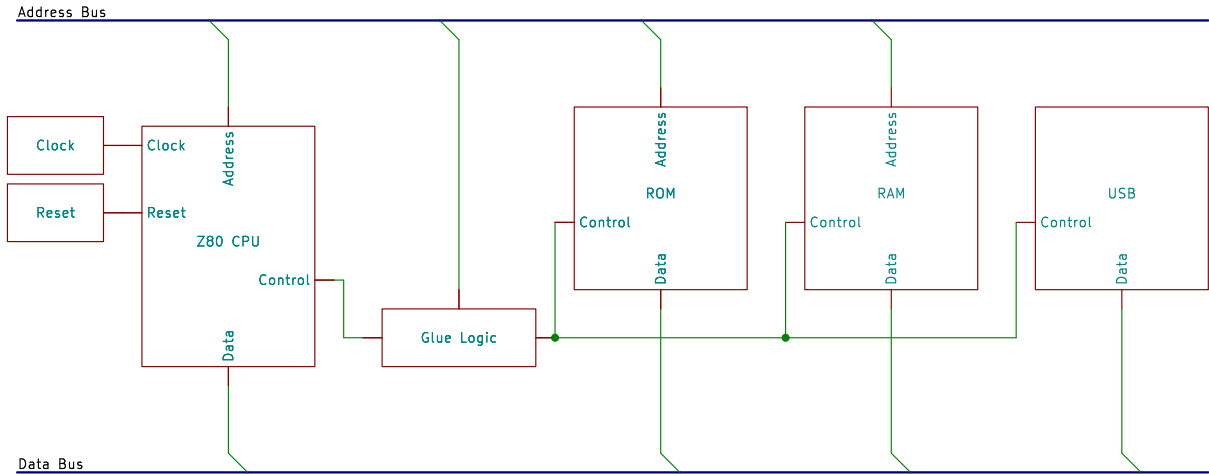 Address Bus
Clock
Reset
Clock
Reset
Address
Z80 CPU
Control
Data
Glue Logic
Address
ROM
Control
Data
Address
RAM
Control
Data
USB
Control
Data
Data Bus